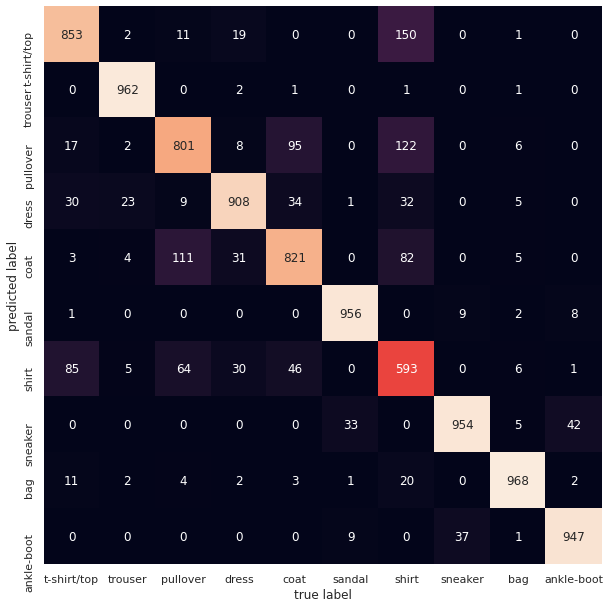 t-shirt/top 853 2 11 19 0 0 150 0 1 0
trouser 0 962 0 2 1 0 1 0 1 0
pullover 17 2 801 8 95 0 122 0 6 0
dress 30 23 9 908 34 1 32 0 5 0
coat 3 4 111 31 821 0 82 0 5 0
sandal 1 0 0 0 0 956 0 9 2 8
shirt 85 5 64 30 46 0 593 0 6 1
sneaker 0 0 0 0 0 33 0 954 5 42
bag 11 2 4 2 3 1 20 0 968 2
ankle-boot 0 0 0 0 0 9 0 37 1 947
predicted label
t-shirt/top trouser pullover dress coat sandal shirt sneaker bag ankle-boot
true label